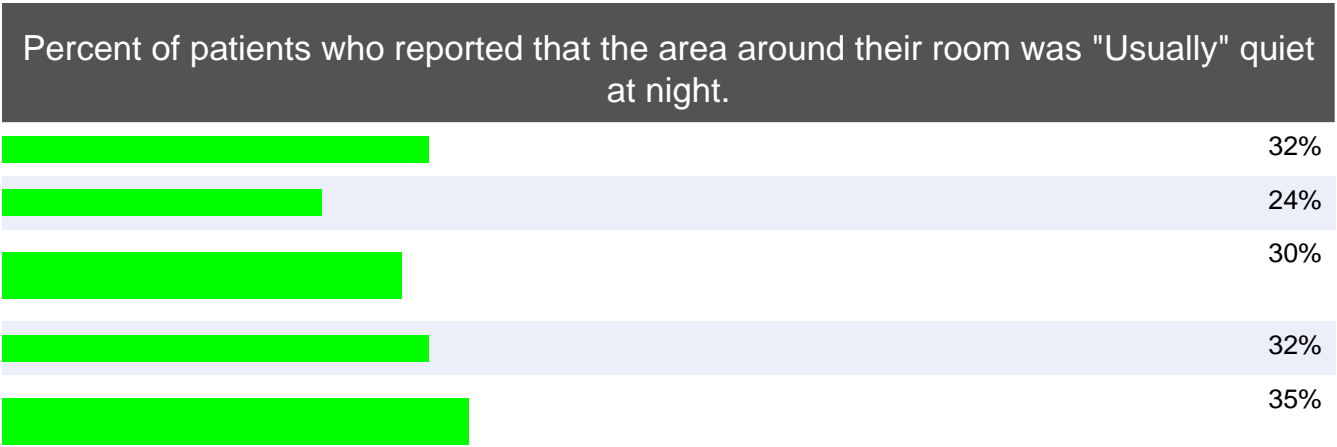 Percent of patients who reported that the area around their room was "Usually" quiet
at night.
32%
24%
30%
32%
35%